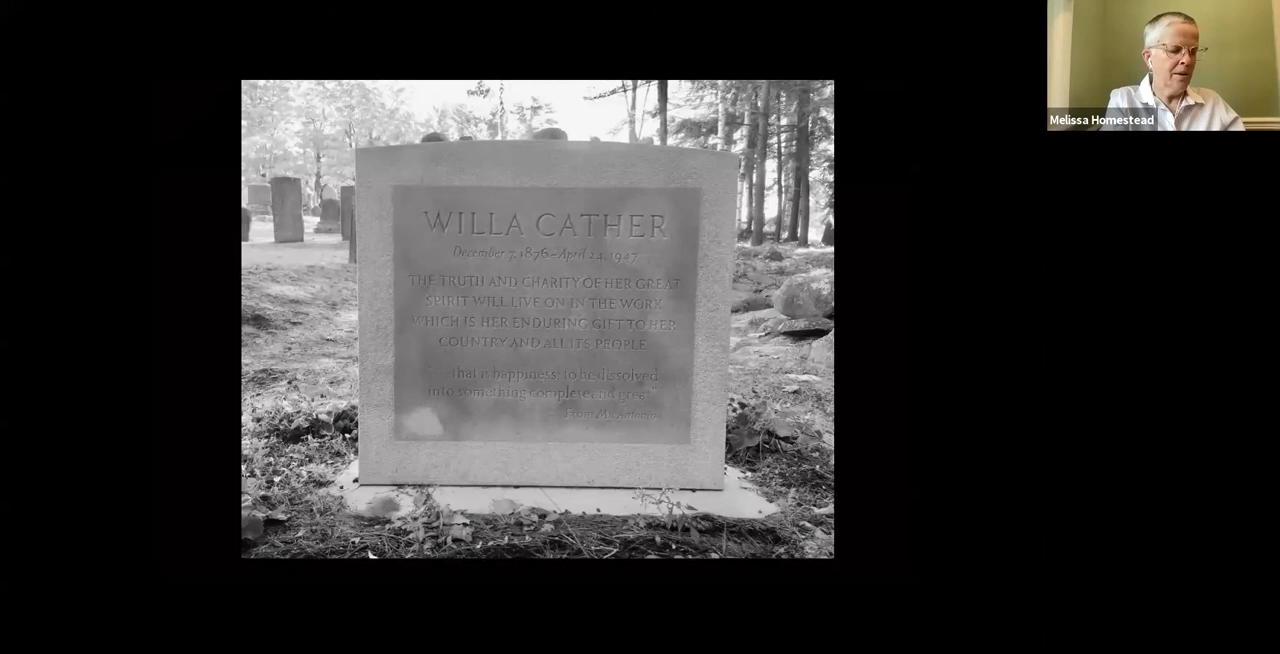 WILLA CATHER
December 7, 1876–April 24, 1947
THE TRUTH AND CHARITY OF HER GREAT
SPIRIT WILL LIVE ON IN THE WORK
WHICH IS HER ENDURING GIFT TO HER
COUNTRY AND ALL ITS PEOPLE
". . . that is happiness; to be dissolved
into something complete and great"
From My Antonia
Melissa Homestead